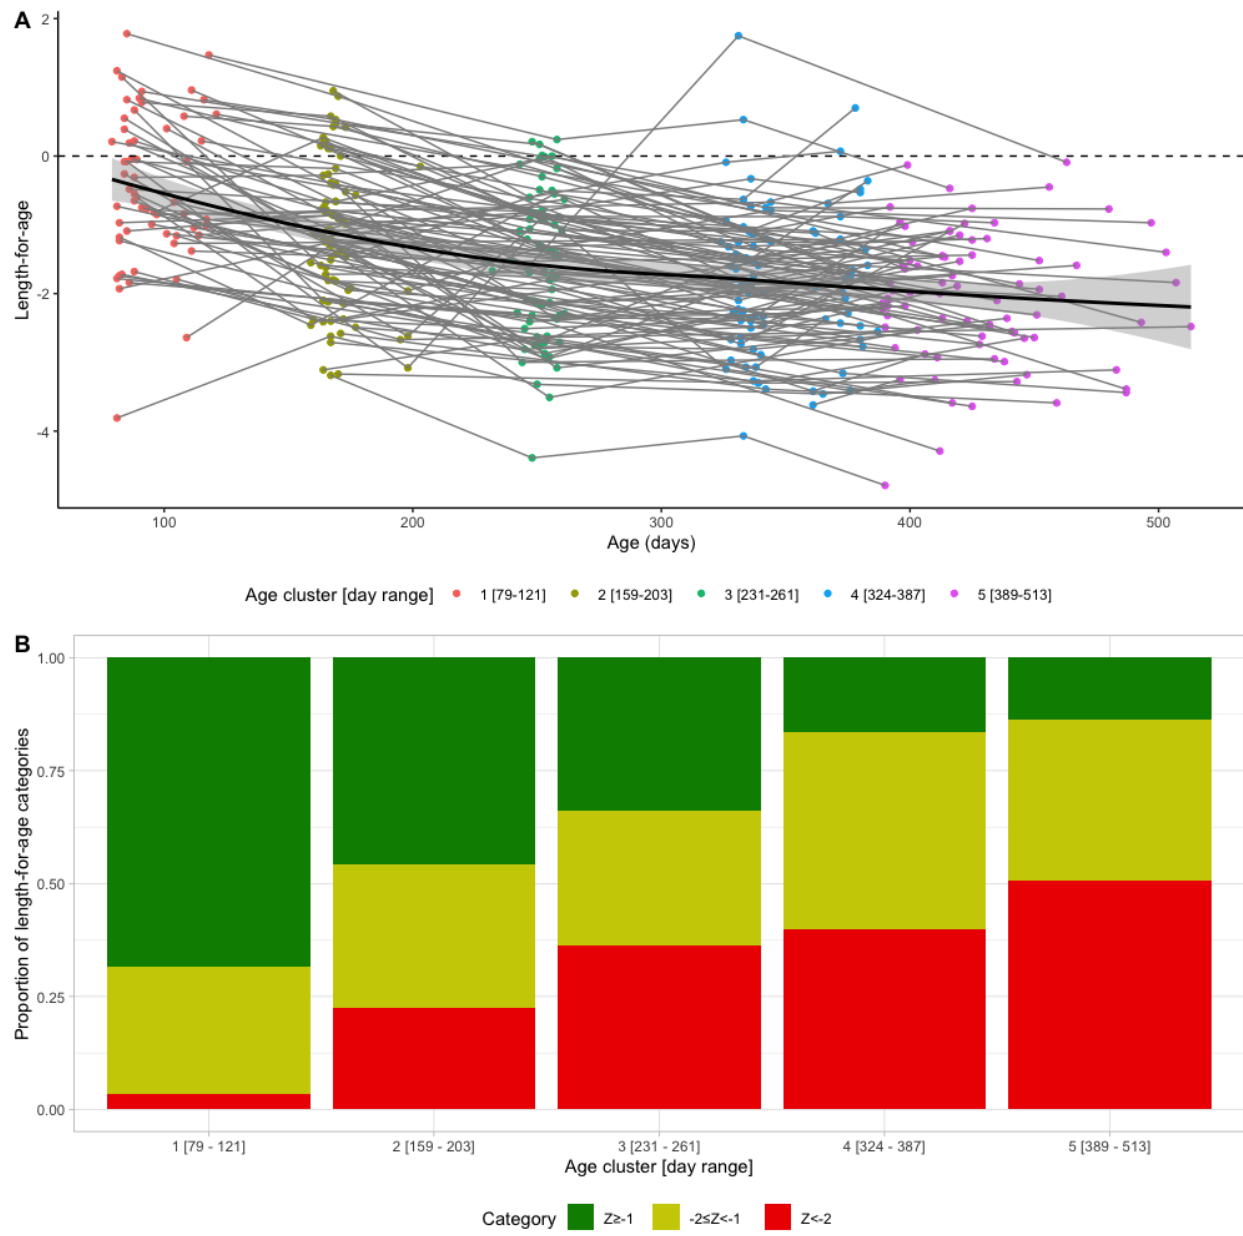 A
2
0
-2
-4
Length-for-age
100 200 300 400 500
Age (days)
Age cluster [day range] 1 [79-121] 2 [159-203] 3 [231-261] 4 [324-387] 5 [389-513]
B
1.00
0.75
0.50
0.25
0.00
Proportion of length-for-age categories
1 [79 - 121] 2 [159 - 203] 3 [231 - 261] 4 [324 - 387] 5 [389 - 513]
Age cluster [day range]
Category Z≥-1 -2≤Z<-1 Z<-2